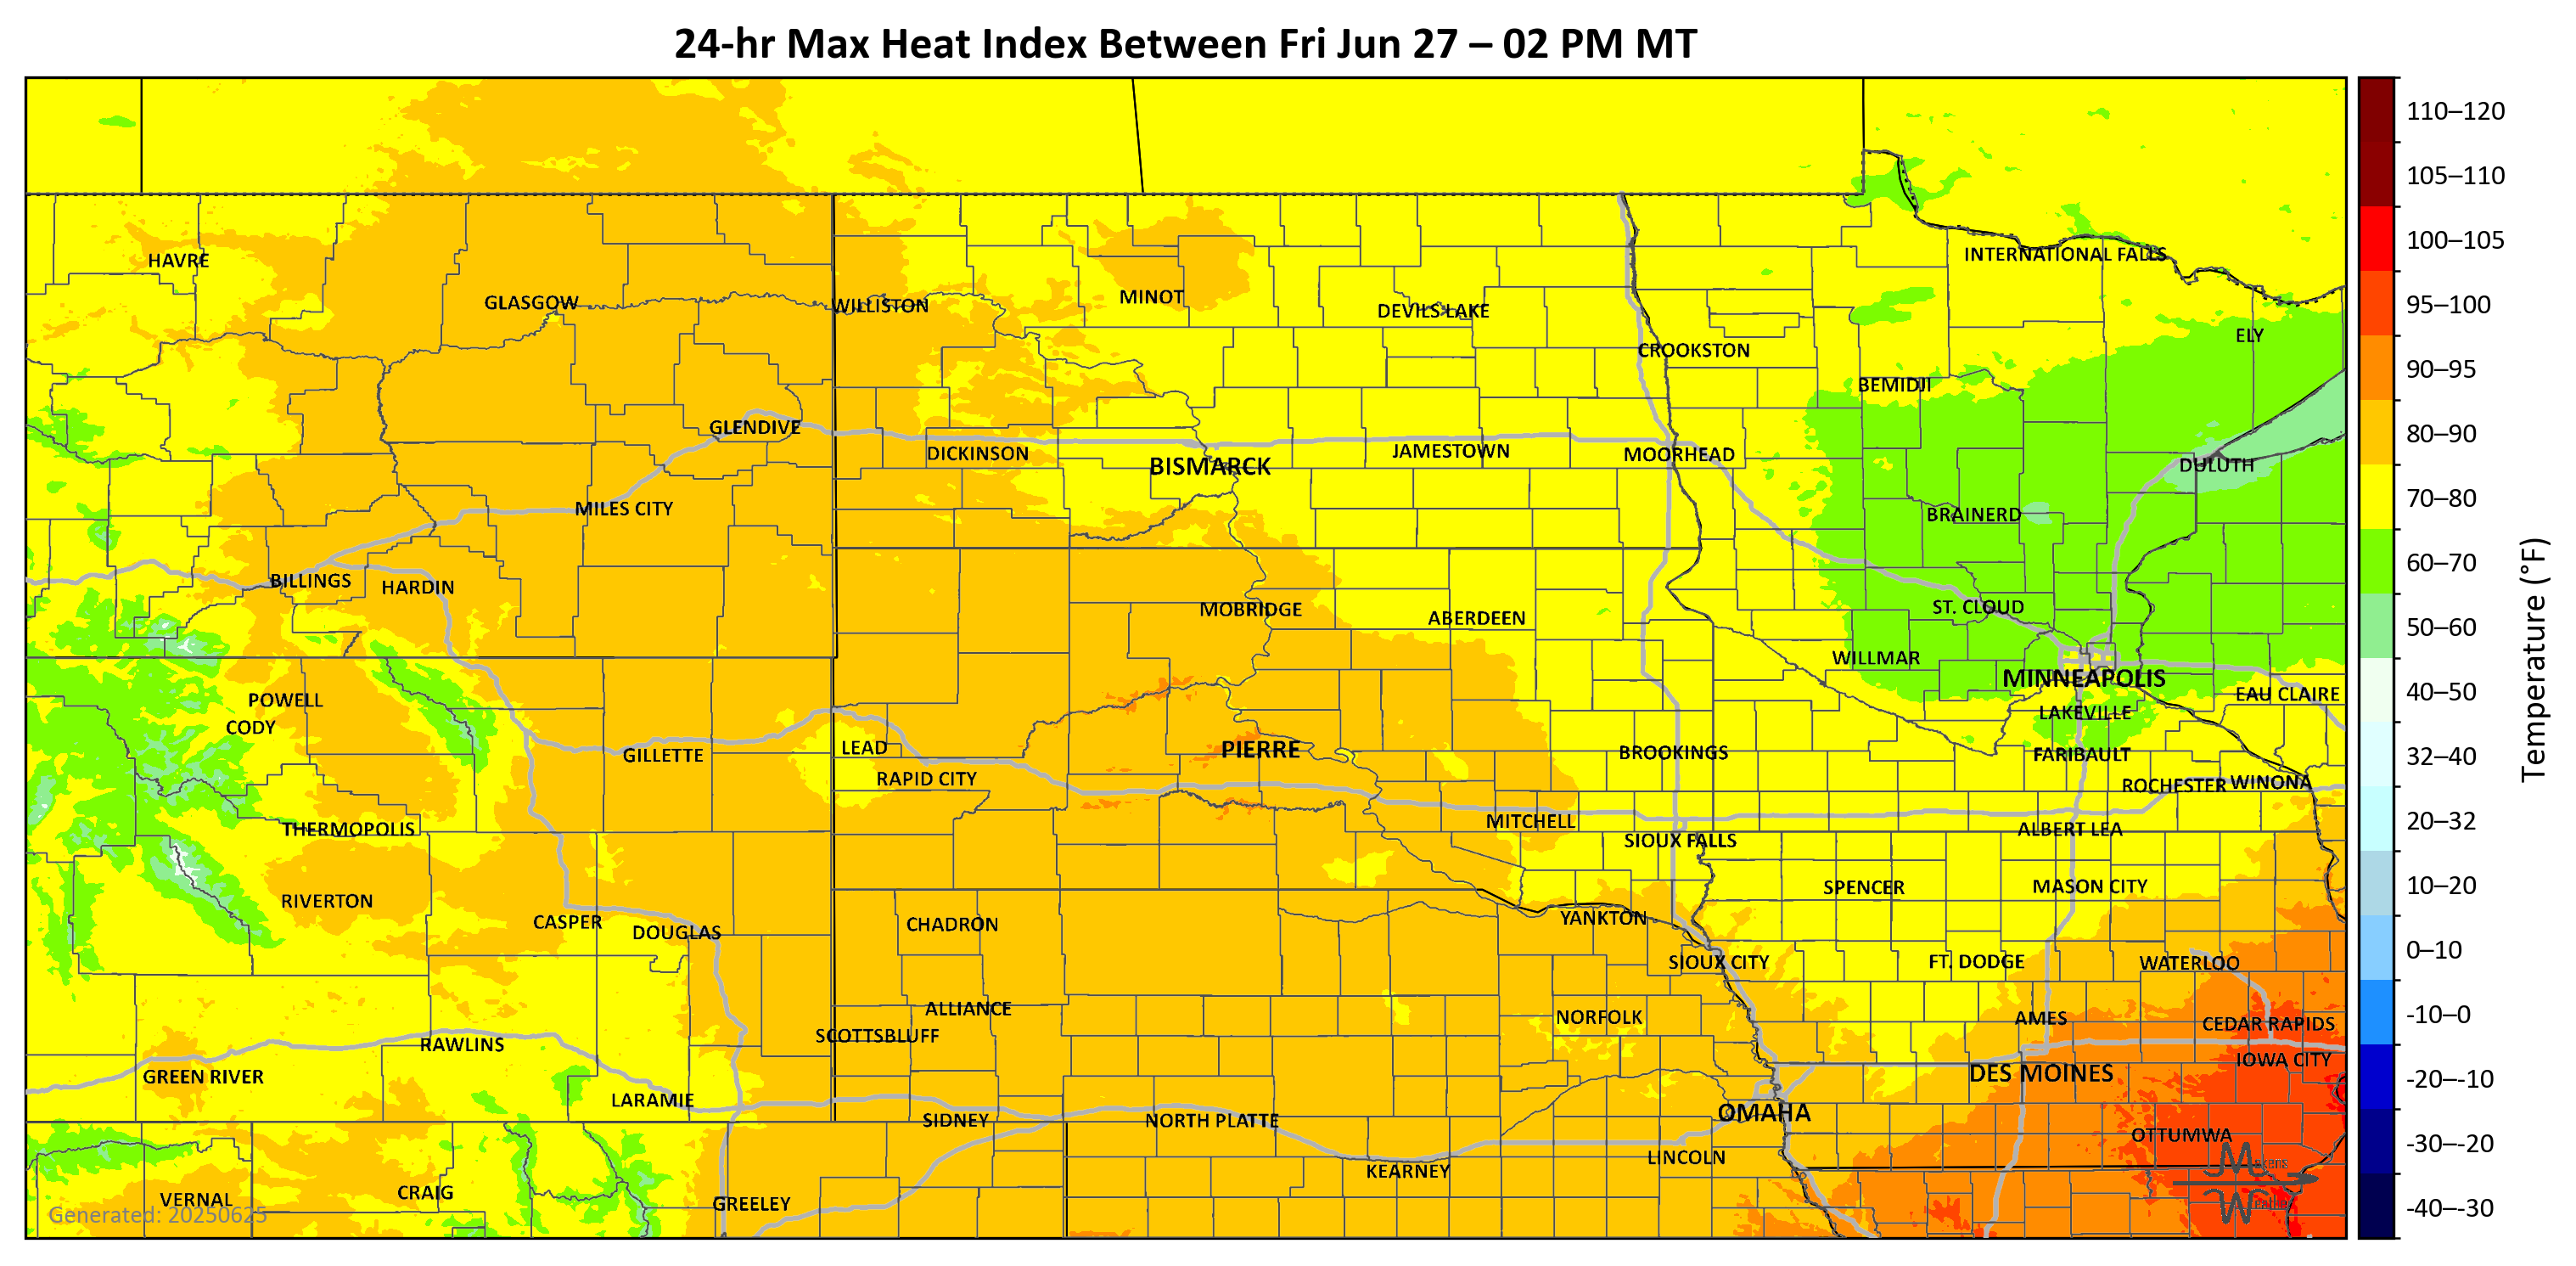 24-hr Max Heat Index Between Fri Jun 27 – 02 PM MT
110–120
105–110
100–105
95–100
90–95
80–90
70–80
60–70
50–60
40–50
32–40
20–32
10–20
0–10
-10–0
-20–-10
-30–-20
-40–-30
Temperature (°F)
HAVRE
INTERNATIONAL FALLS
GLASGOW
WILLISTON
MINOT
DEVILS LAKE
ELY
CROOKSTON
BEMIDJI
GLENDIVE
DICKINSON
BISMARCK
JAMESTOWN
MOORHEAD
DULUTH
MILES CITY
BRAINERD
BILLINGS
HARDIN
MOBRIDGE
ABERDEEN
ST. CLOUD
WILLMAR
MINNEAPOLIS
EAU CLAIRE
POWELL
CODY
LAKEVILLE
GILLETTE
LEAD
PIERRE
BROOKINGS
FARIBAULT
RAPID CITY
ROCHESTER
WINONA
THERMOPOLIS
MITCHELL
ALBERT LEA
SIOUX FALLS
RIVERTON
SPENCER
MASON CITY
CASPER
DOUGLAS
CHADRON
YANKTON
SIOUX CITY
FT. DODGE
WATERLOO
ALLIANCE
NORFOLK
AMES
CEDAR RAPIDS
SCOTTSBLUFF
RAWLINS
IOWA CITY
GREEN RIVER
DES MOINES
LARAMIE
SIDNEY
NORTH PLATTE
OMAHA
OTTUMWA
KEARNEY
LINCOLN
VERNAL
CRAIG
GREELEY
Generated: 20250625